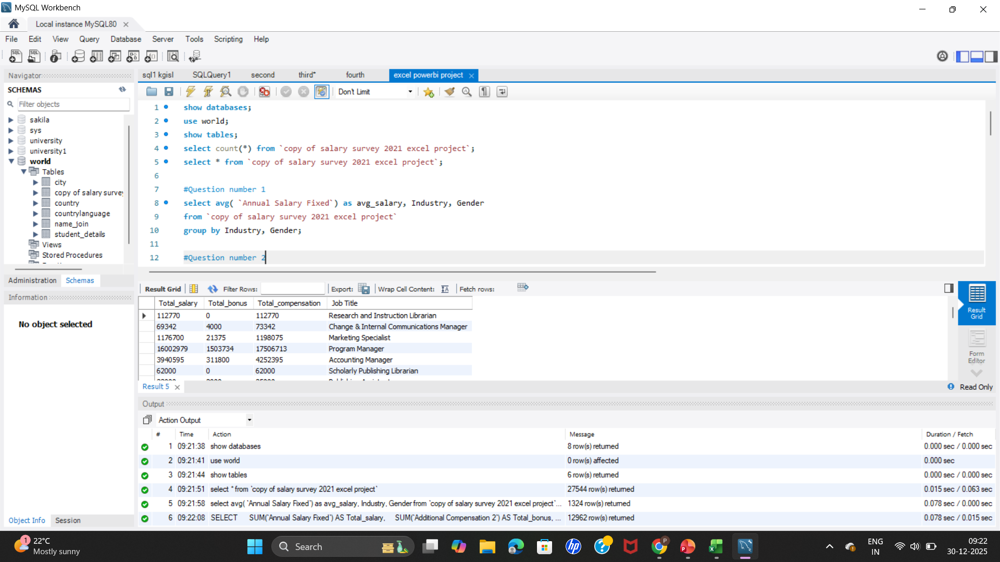 MySQL Workbench
Local instance MySQL80
File Edit View Query Database Server Tools Scripting Help
Navigator
SCHEMAS
Filter objects
sakila
sys
university
university1
world
Tables
city
copy of salary survey
country
countrylanguage
name_join
student_details
Views
Stored Procedures
Administration Schemas
Information
No object selected
Object Info Session
sql1 kgisl SQLQuery1 second third* fourth excel powerbi project
Don't Limit
1 show databases;
2 use world;
3 show tables;
4 select count(*) from `copy of salary survey 2021 excel project`;
5 select * from `copy of salary survey 2021 excel project`;
6
7 #Question number 1
8 select avg( `Annual Salary Fixed`) as avg_salary, Industry, Gender
9 from `copy of salary survey 2021 excel project`
10 group by Industry, Gender;
11
12 #Question number 2
Result Grid Filter Rows: Export: Wrap Cell Content: Fetch rows:
Total_salary Total_bonus Total_compensation Job Title
112770 0 112770 Research and Instruction Librarian
69342 4000 73342 Change & Internal Communications Manager
1176700 21375 1198075 Marketing Specialist
16002979 1503734 17506713 Program Manager
3940595 311800 4252395 Accounting Manager
62000 0 62000 Scholarly Publishing Librarian
Result Grid
Form Editor
Result 5
Read Only
Output
Action Output
# Time Action Message Duration / Fetch
1 09:21:38 show databases 8 row(s) returned 0.000 sec / 0.000 sec
2 09:21:41 use world 0 row(s) affected 0.000 sec
3 09:21:44 show tables 6 row(s) returned 0.000 sec / 0.000 sec
4 09:21:51 select * from `copy of salary survey 2021 excel project` 27544 row(s) returned 0.015 sec / 0.063 sec
5 09:21:58 select avg( `Annual Salary Fixed`) as avg_salary, Industry, Gender from `copy of salary survey 2021 excel project`... 1324 row(s) returned 0.078 sec / 0.000 sec
6 09:22:08 SELECT SUM(`Annual Salary Fixed`) AS Total_salary, SUM(`Additional Compensation 2`) AS Total_bonus, ... 12962 row(s) returned 0.078 sec / 0.015 sec
1
22°C
Mostly sunny
Search
ENG
IN
09:22
30-12-2025